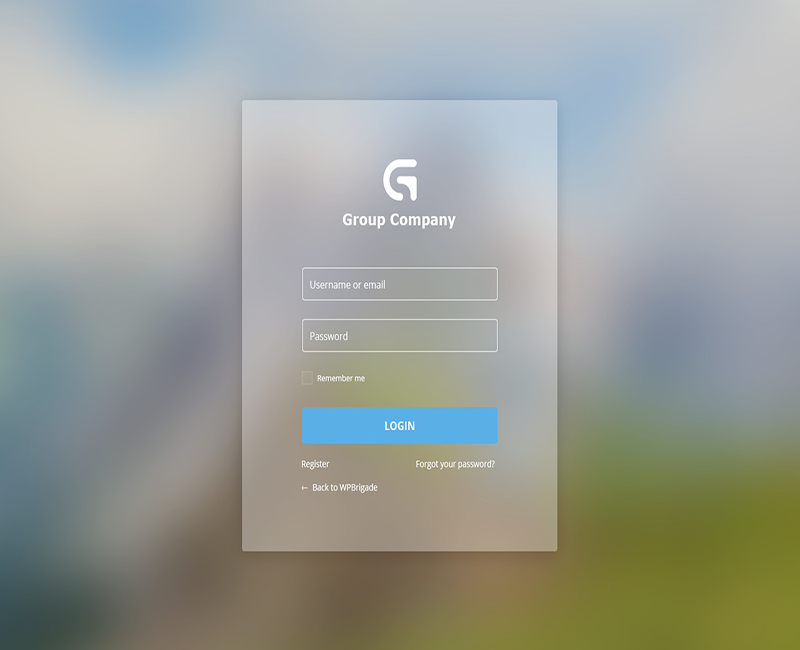 Group Company
Username or email
Password
Remember me
LOGIN
Register Forgot your password?
← Back to WPBrigade